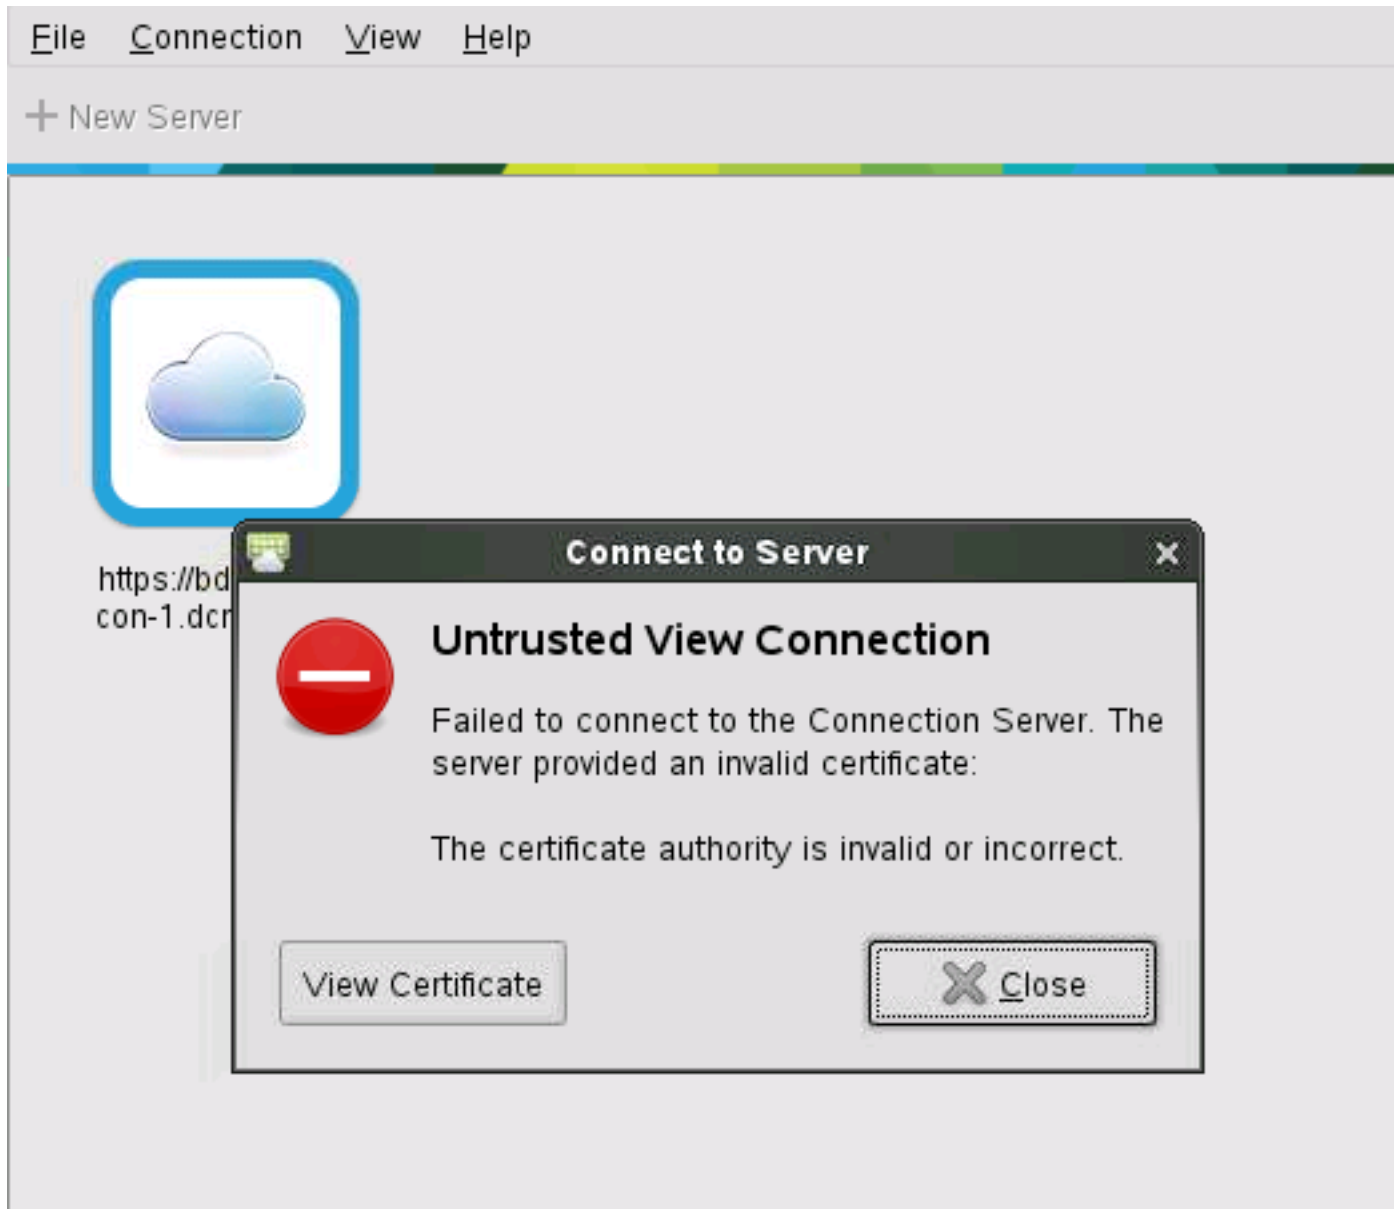 File Connection View Help
New Server
https://bd
con-1.dcr
Connect to Server
Untrusted View Connection
Failed to connect to the Connection Server. The
server provided an invalid certificate:
The certificate authority is invalid or incorrect.
View Certificate Close